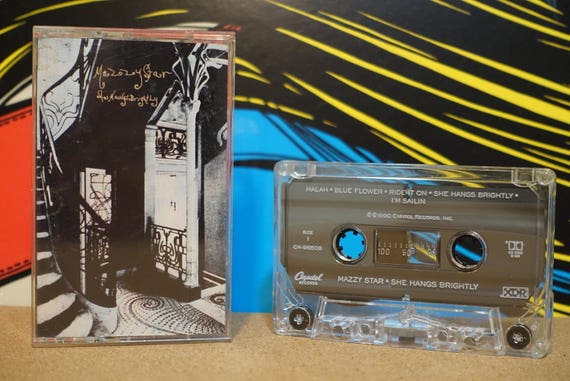 Mazzy Star
She Hangs Brightly
HALAH • BLUE FLOWER • RIDE IT ON • SHE HANGS BRIGHTLY •
I'M SAILIN
℗ © 1990 CAPITOL RECORDS, INC.
SIDE
C4-96508
100 50
Capitol
RECORDS
MAZZY STAR • SHE HANGS BRIGHTLY
XDR